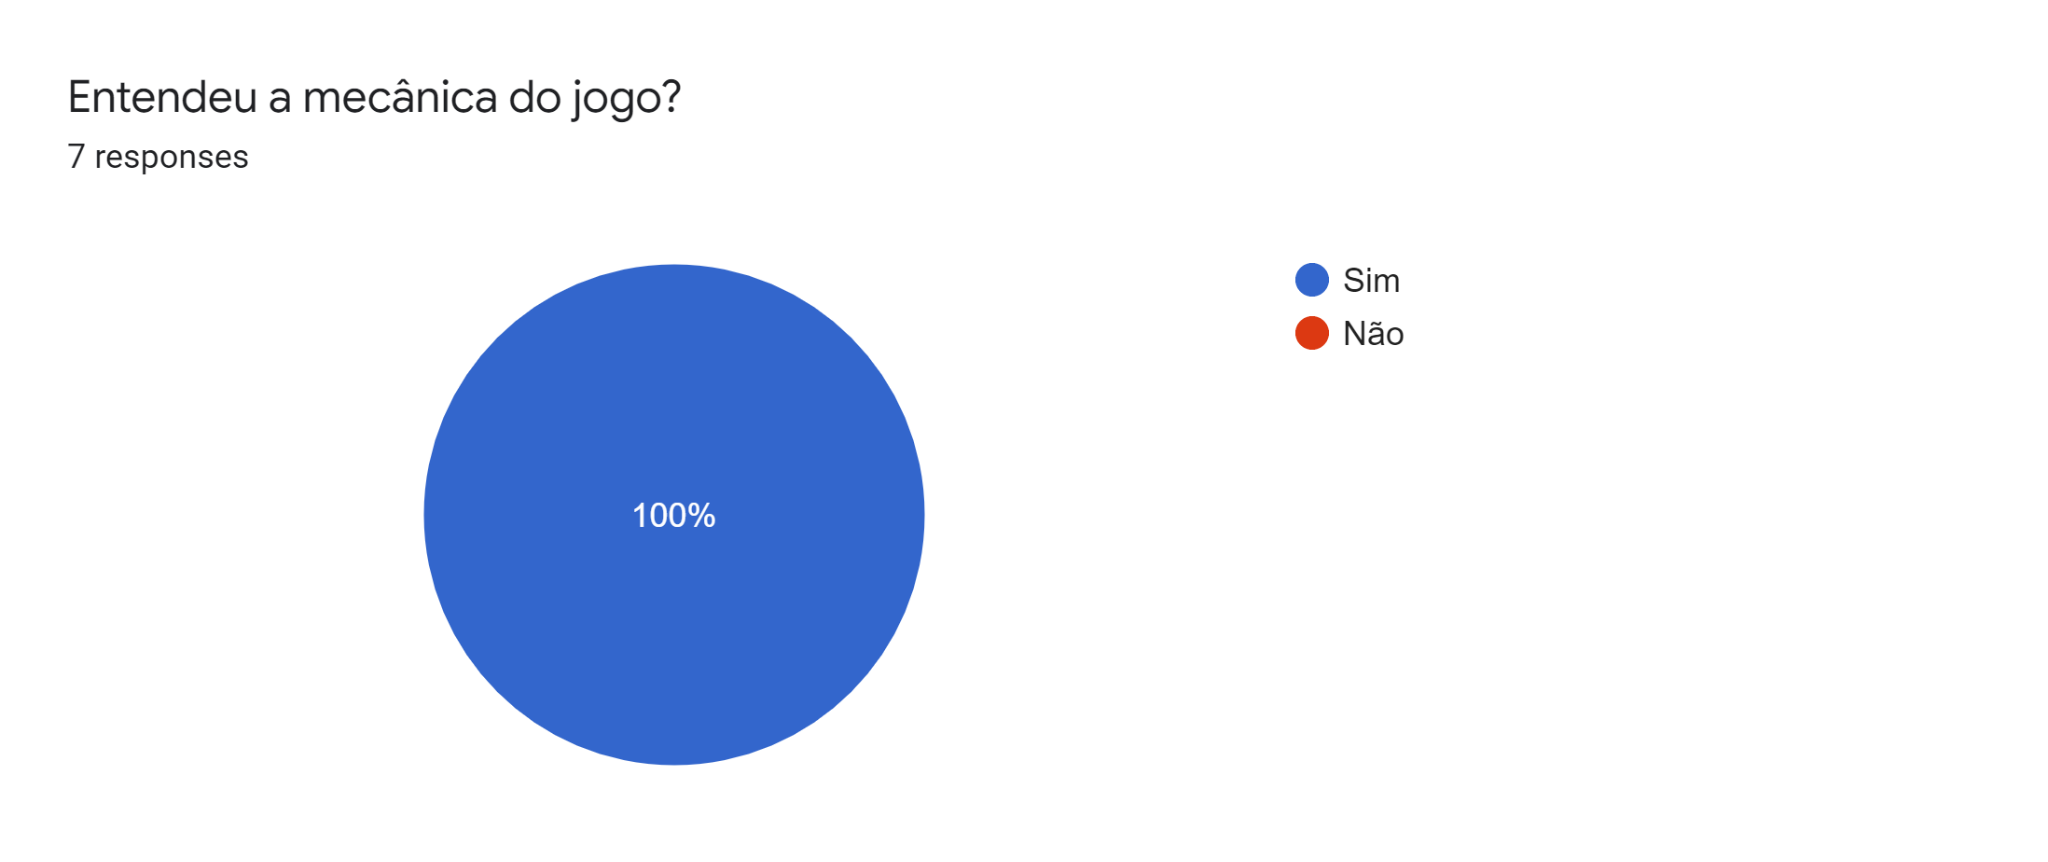 Entendeu a mecânica do jogo?
7 responses
Sim
Não
100%